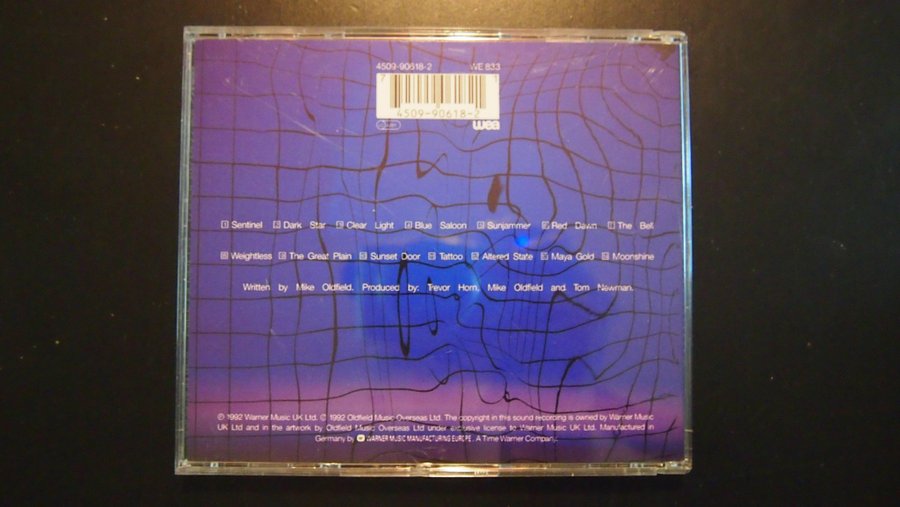 4509-90618-2 WE 833
4509-90618-2
wea
1 Sentinel 2 Dark Star 3 Clear Light 4 Blue Saloon 5 Sunjammer 6 Red Dawn 7 The Bell
8 Weightless 9 The Great Plain 10 Sunset Door 11 Tattoo 12 Altered State 13 Maya Gold 14 Moonshine
Written by Mike Oldfield. Produced by: Trevor Horn, Mike Oldfield and Tom Newman.
℗ 1992 Warner Music UK Ltd. © 1992 Oldfield Music Overseas Ltd. The copyright in this sound recording is owned by Warner Music
UK Ltd and in the artwork by Oldfield Music Overseas Ltd under exclusive license to Warner Music UK Ltd. Manufactured in
Germany by WARNER MUSIC MANUFACTURING EUROPE. A Time Warner Company.